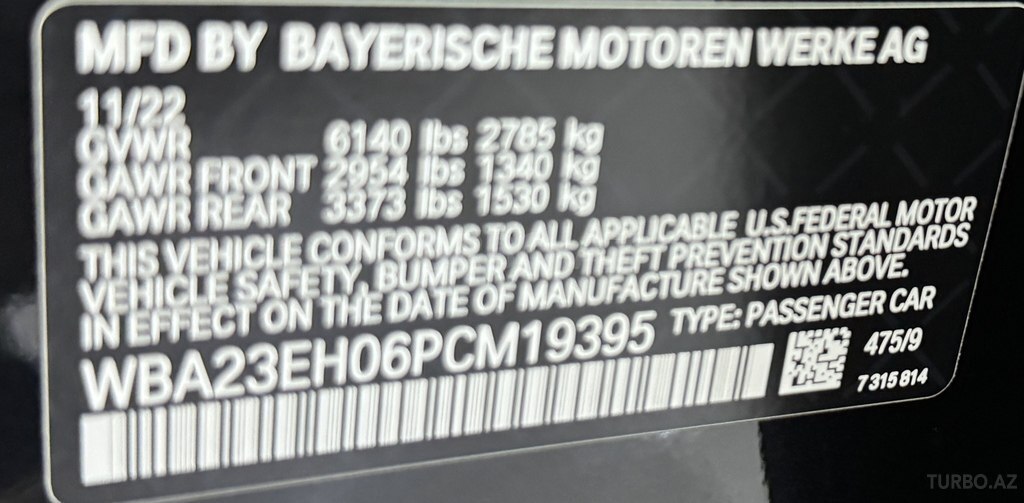 MFD BY BAYERISCHE MOTOREN WERKE AG
11/22
GVWR 6140 lbs 2785 kg
GAWR FRONT 2954 lbs 1340 kg
GAWR REAR 3373 lbs 1530 kg
THIS VEHICLE CONFORMS TO ALL APPLICABLE U.S.FEDERAL MOTOR
VEHICLE SAFETY, BUMPER AND THEFT PREVENTION STANDARDS
IN EFFECT ON THE DATE OF MANUFACTURE SHOWN ABOVE.
WBA23EH06PCM19395 TYPE: PASSENGER CAR
475/9
7315814
TURBO.AZ